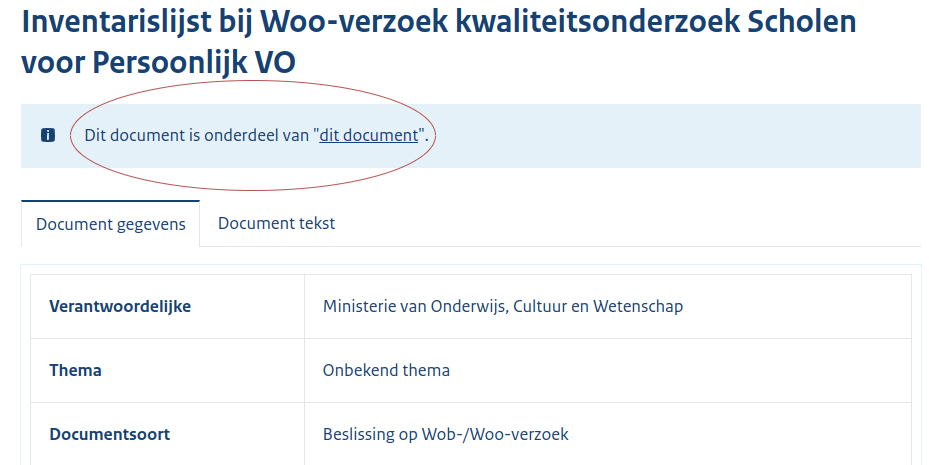 Inventarislijst bij Woo-verzoek kwaliteitsonderzoek Scholen
voor Persoonlijk VO
Dit document is onderdeel van "dit document".
Document gegevens
Document tekst
Verantwoordelijke
Ministerie van Onderwijs, Cultuur en Wetenschap
Thema
Onbekend thema
Documentsoort
Beslissing op Wob-/Woo-verzoek